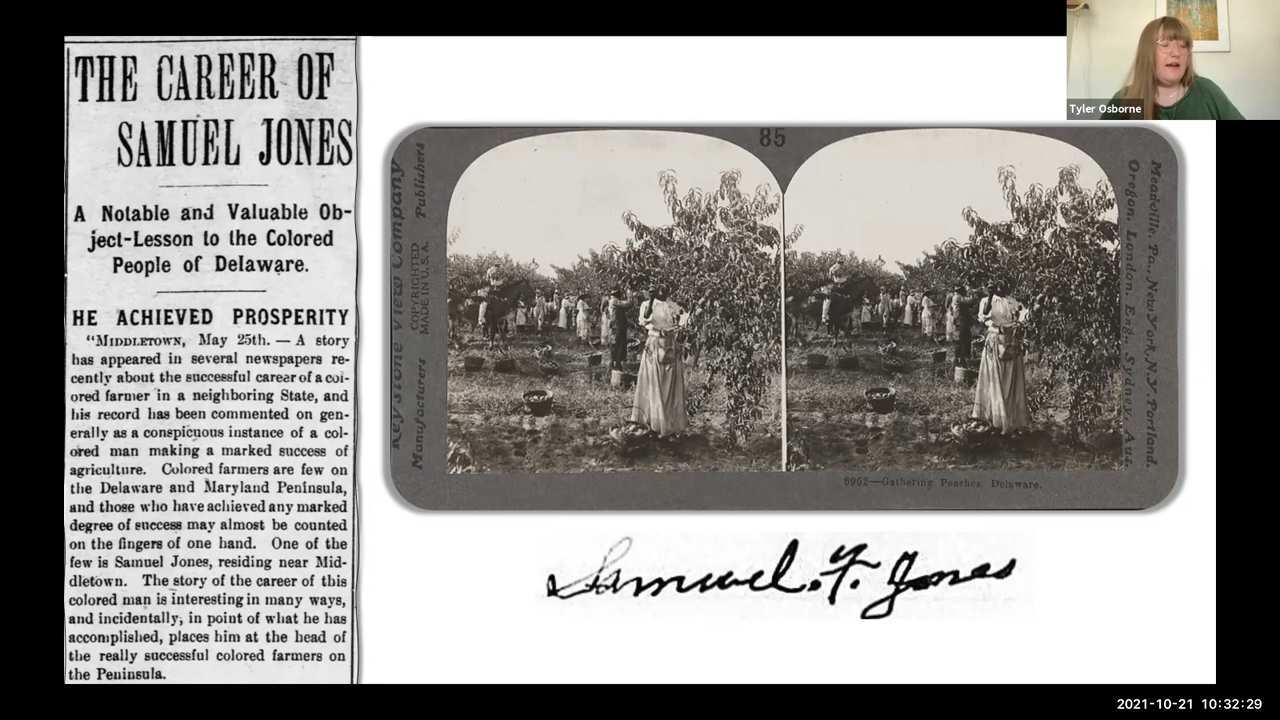 THE CAREER OF
SAMUEL JONES
A Notable and Valuable Ob-
ject-Lesson to the Colored
People of Delaware.
HE ACHIEVED PROSPERITY
"MIDDLETOWN, May 25th. — A story
has appeared in several newspapers re-
cently about the successful career of a col-
ored farmer in a neighboring State, and
his record has been commented on gen-
erally as a conspicuous instance of a col-
ored man making a marked success of
agriculture. Colored farmers are few on
the Delaware and Maryland Peninsula,
and those who have achieved any marked
degree of success may almost be counted
on the fingers of one hand. One of the
few is Samuel Jones, residing near Mid-
dletown. The story of the career of this
colored man is interesting in many ways,
and incidentally, in point of what he has
accomplished, places him at the head of
the really successful colored farmers on
the Peninsula.
85
Keystone View Company
Manufacturers Publishers
COPYRIGHTED
MADE IN U.S.A.
Meadville, Pa., New York, N.Y., Portland,
Oregon, London, Eng., Sydney, Aus.
6952—Gathering Peaches, Delaware.
Samuel. F. Jones
Tyler Osborne
2021-10-21 10:32:29